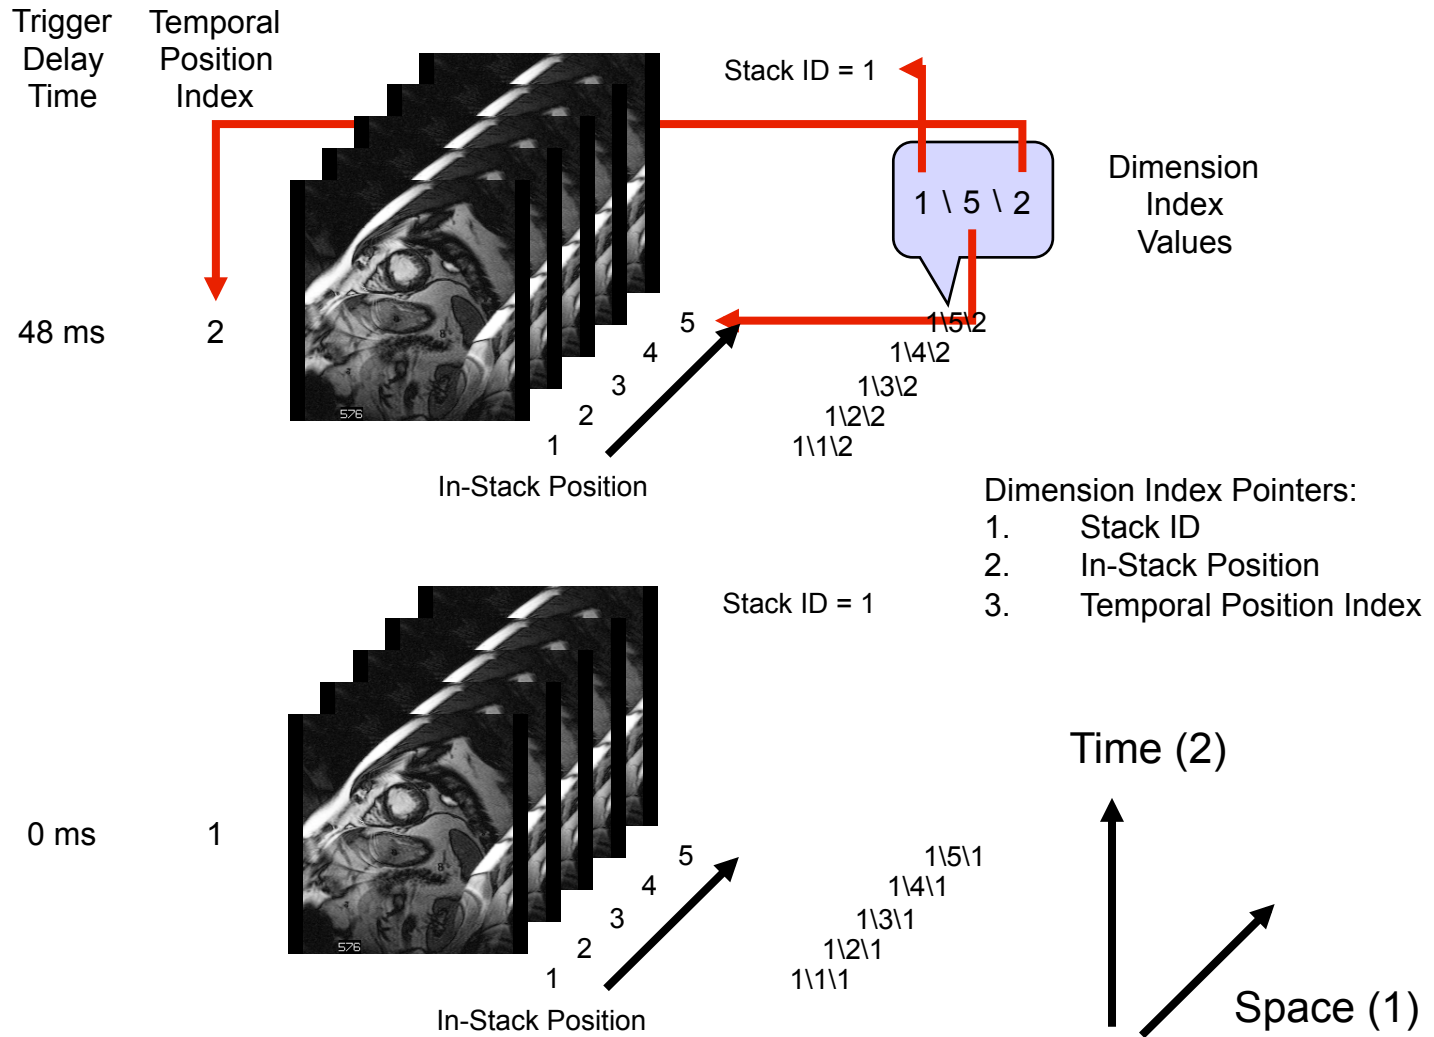 Trigger
Delay
Time
Temporal
Position
Index
Stack ID = 1
1 \ 5 \ 2
Dimension
Index
Values
48 ms
2
576
1
2
3
4
5
In-Stack Position
1\5\2
1\4\2
1\3\2
1\2\2
1\1\2
Dimension Index Pointers:
1. Stack ID
2. In-Stack Position
3. Temporal Position Index
Stack ID = 1
0 ms
1
576
1
2
3
4
5
In-Stack Position
1\5\1
1\4\1
1\3\1
1\2\1
1\1\1
Time (2)
Space (1)